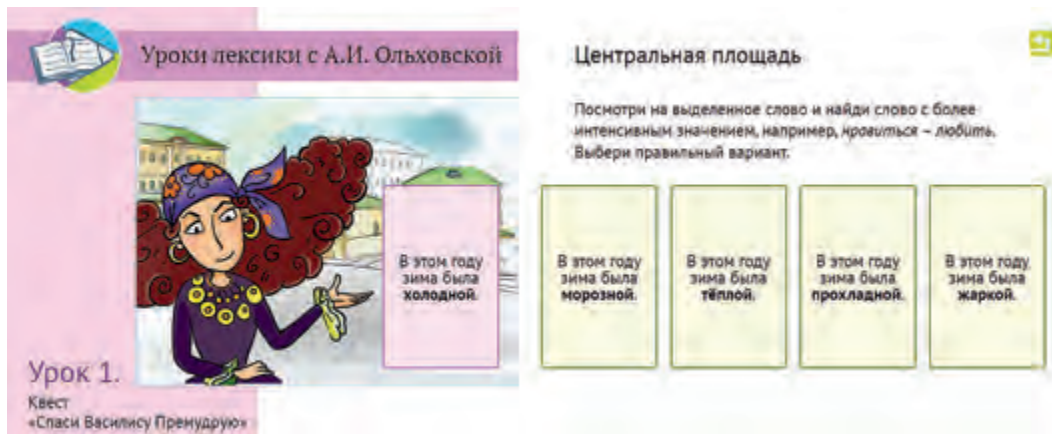 Уроки лексики с А.И. Ольховской
В этом году
зима была
холодной.
Урок 1.
Квест
«Спаси Василису Премудрую»
Центральная площадь
Посмотри на выделенное слово и найди слово с более
интенсивным значением, например, нравиться – любить.
Выбери правильный вариант.
В этом году
зима была
морозной.
В этом году
зима была
тёплой.
В этом году
зима была
прохладной.
В этом году
зима была
жаркой.